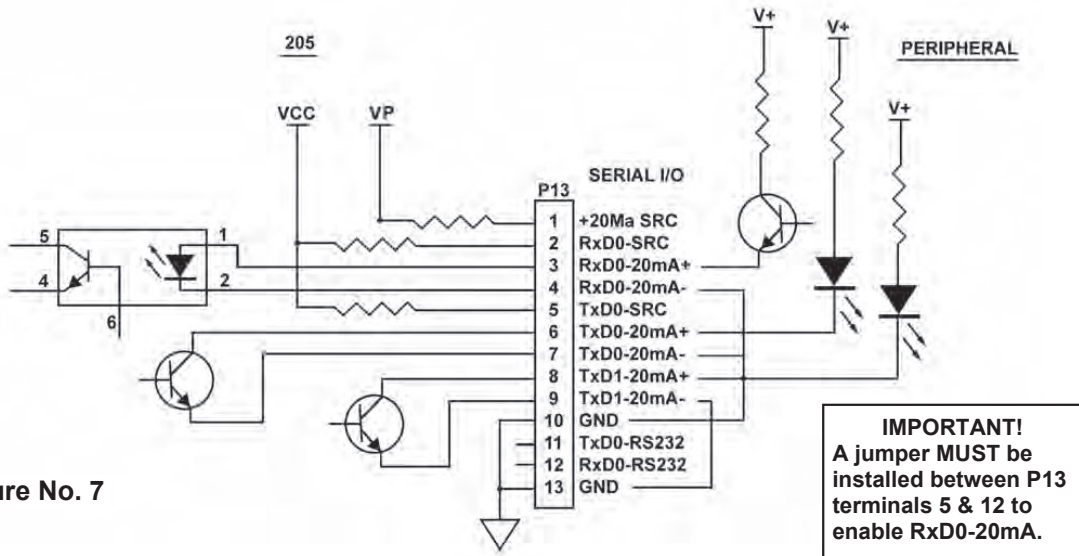 205
V+
V+
V+
PERIPHERAL
VCC
VP
SERIAL I/O
P13
1 +20Ma SRC
2 RxD0-SRC
3 RxD0-20mA+
4 RxD0-20mA-
5 TxD0-SRC
6 TxD0-20mA+
7 TxD0-20mA-
8 TxD1-20mA+
9 TxD1-20mA-
10 GND
11 TxD0-RS232
12 RxD0-RS232
13 GND
5
4
6
1
2
ure No. 7
IMPORTANT!
A jumper MUST be
installed between P13
terminals 5 & 12 to
enable RxD0-20mA.